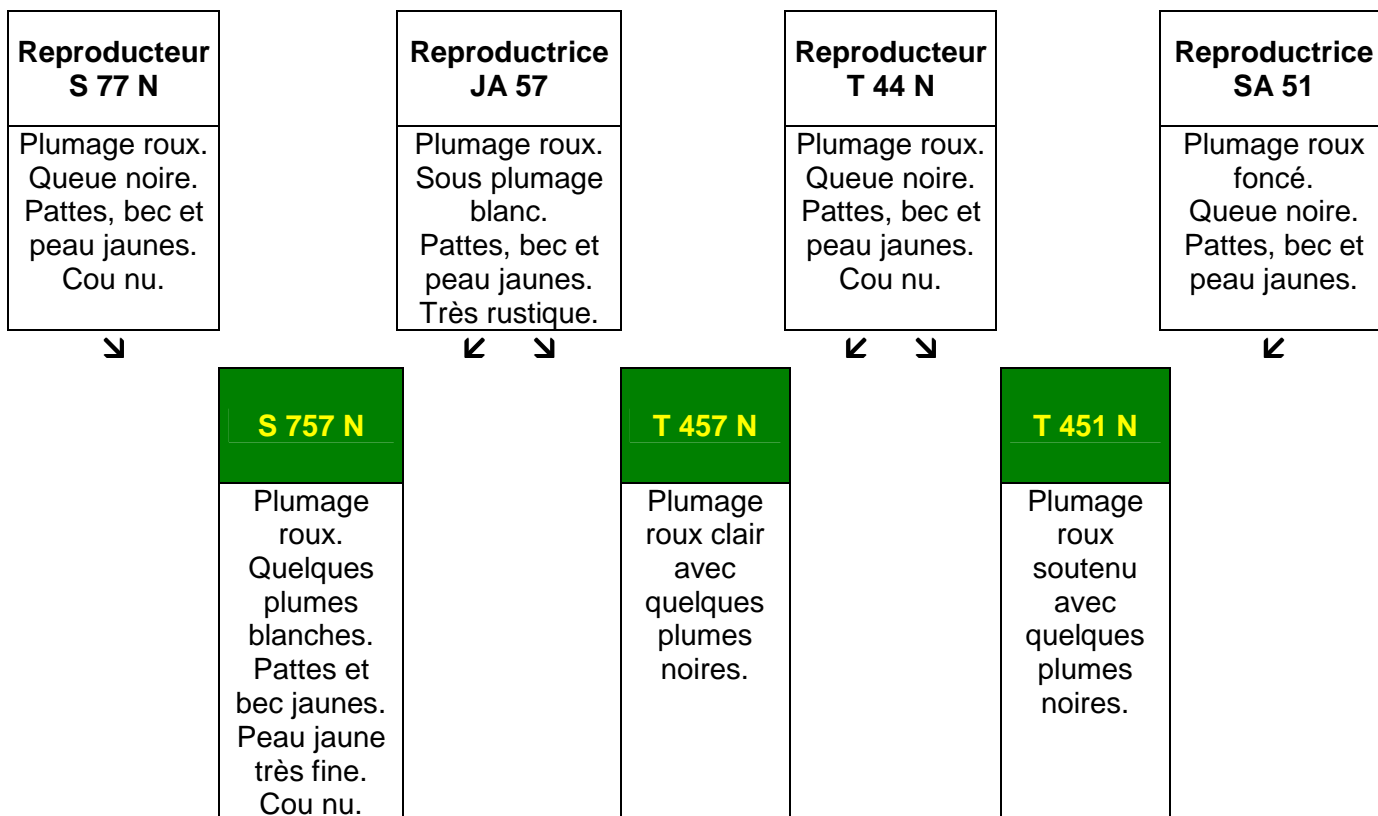 Reproducteur
S 77 N
Plumage roux.
Queue noire.
Pattes, bec et
peau jaunes.
Cou nu.
Reproductrice
JA 57
Plumage roux.
Sous plumage
blanc.
Pattes, bec et
peau jaunes.
Très rustique.
Reproducteur
T 44 N
Plumage roux.
Queue noire.
Pattes, bec et
peau jaunes.
Cou nu.
Reproductrice
SA 51
Plumage roux
foncé.
Queue noire.
Pattes, bec et
peau jaunes.
S 757 N
Plumage
roux.
Quelques
plumes
blanches.
Pattes et
bec jaunes.
Peau jaune
très fine.
Cou nu.
T 457 N
Plumage
roux clair
avec
quelques
plumes
noires.
T 451 N
Plumage
roux
soutenu
avec
quelques
plumes
noires.